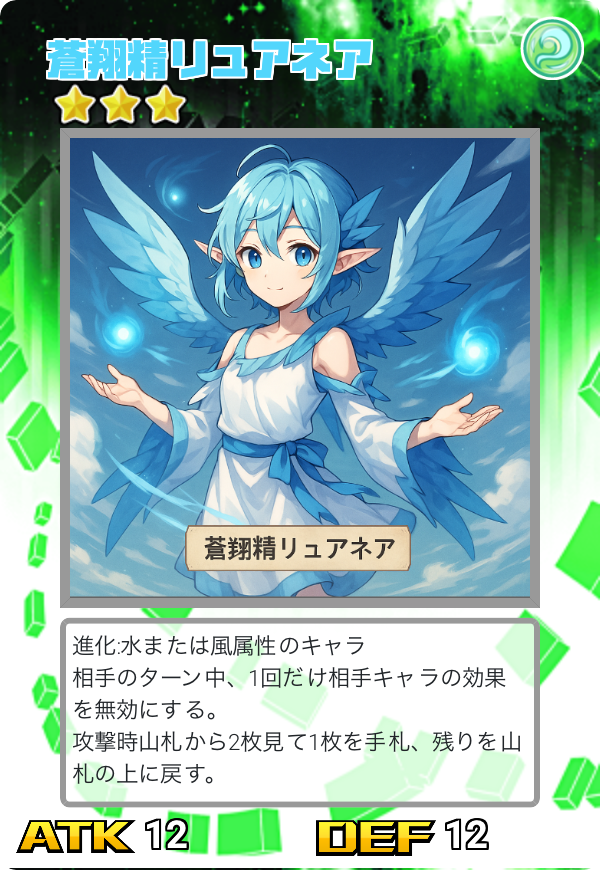 蒼翔精リュアネア
蒼翔精リュアネア
進化:水または風属性のキャラ
相手のターン中、1回だけ相手キャラの効果
を無効にする。
攻撃時山札から2枚見て1枚を手札、残りを山
札の上に戻す。
ATK 12 DEF 12